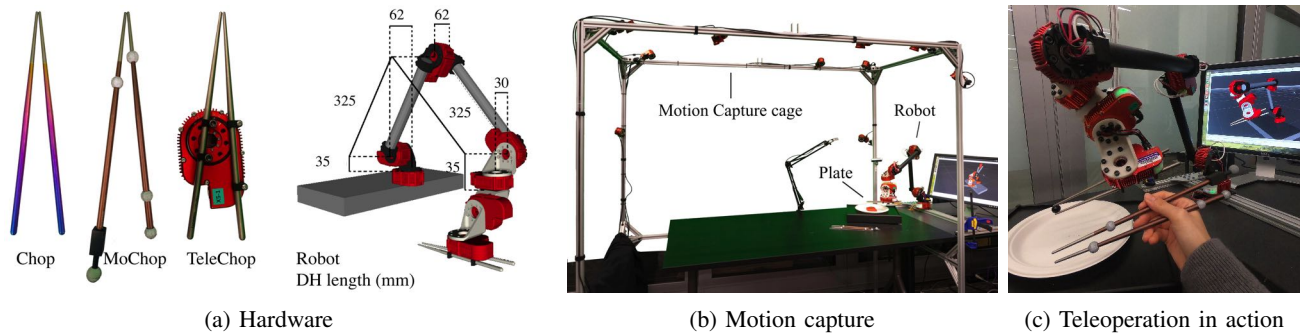 62
62
30
325
325
35
35
Chop
MoChop
TeleChop
Robot
DH length (mm)
(a) Hardware
Motion Capture cage
Robot
Plate
(b) Motion capture
(c) Teleoperation in action